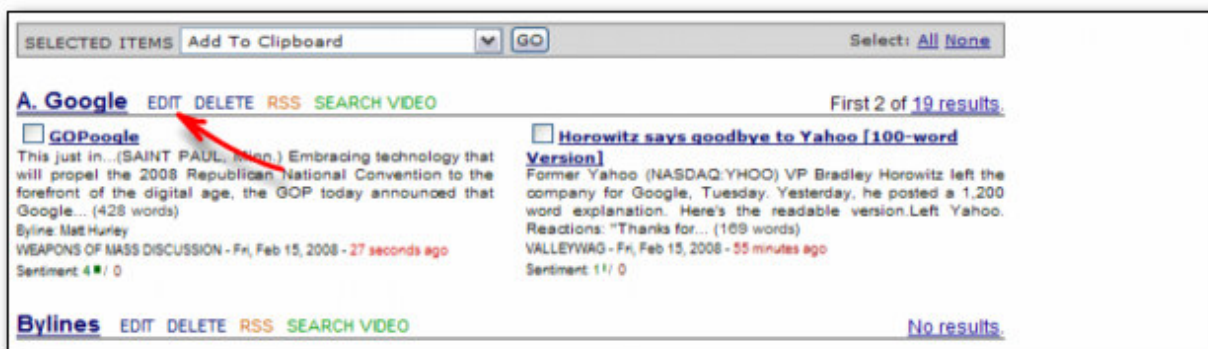 SELECTED ITEMS Add To Clipboard GO Select: All None
A. Google EDIT DELETE RSS SEARCH VIDEO First 2 of 19 results.
GOPoogle
This just in...(SAINT PAUL, Minn.) Embracing technology that
will propel the 2008 Republican National Convention to the
forefront of the digital age, the GOP today announced that
Google... (428 words)
Byline: Matt Hurley
WEAPONS OF MASS DISCUSSION - Fri, Feb 15, 2008 - 27 seconds ago
Sentiment: 4 / 0
Horowitz says goodbye to Yahoo [100-word
Version]
Former Yahoo (NASDAQ:YHOO) VP Bradley Horowitz left the
company for Google, Tuesday. Yesterday, he posted a 1,200
word explanation. Here's the readable version.Left Yahoo.
Reactions: "Thanks for... (169 words)
VALLEYWAG - Fri, Feb 15, 2008 - 55 minutes ago
Sentiment: 1 / 0
Bylines EDIT DELETE RSS SEARCH VIDEO No results.